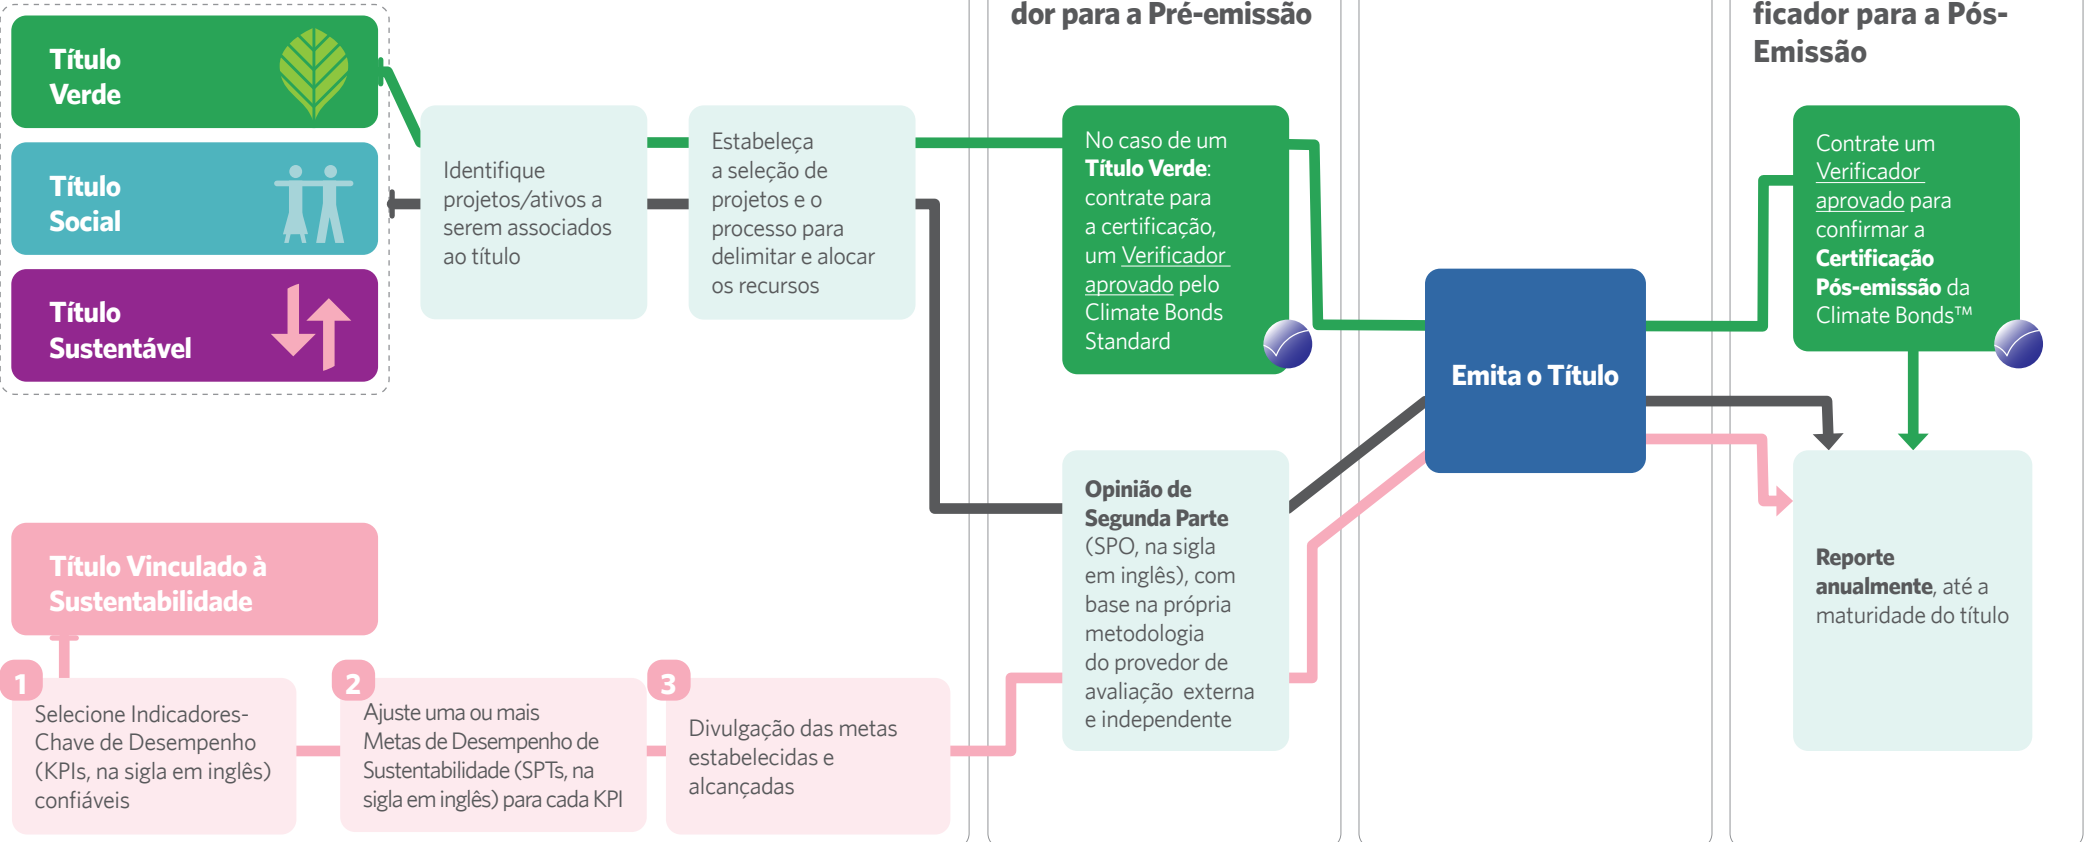 dor para a Pré-emissão
ficador para a Pós-
Emissão
Título
Verde
Título
Social
Título
Sustentável
Identifique
projetos/ativos a
serem associados
ao título
Estabeleça
a seleção de
projetos e o
processo para
delimitar e alocar
os recursos
No caso de um
Título Verde:
contrate para
a certificação,
um Verificador
aprovado pelo
Climate Bonds
Standard
Emita o Título
Contrate um
Verificador
aprovado para
confirmar a
Certificação
Pós-emissão da
Climate Bonds™
Opinião de
Segunda Parte
(SPO, na sigla
em inglês), com
base na própria
metodologia
do provedor de
avaliação externa
e independente
Reporte
anualmente, até a
maturidade do título
Título Vinculado à
Sustentabilidade
1
Selecione Indicadores-
Chave de Desempenho
(KPIs, na sigla em inglês)
confiáveis
2
Ajuste uma ou mais
Metas de Desempenho de
Sustentabilidade (SPTs, na
sigla em inglês) para cada KPI
3
Divulgação das metas
estabelecidas e
alcançadas